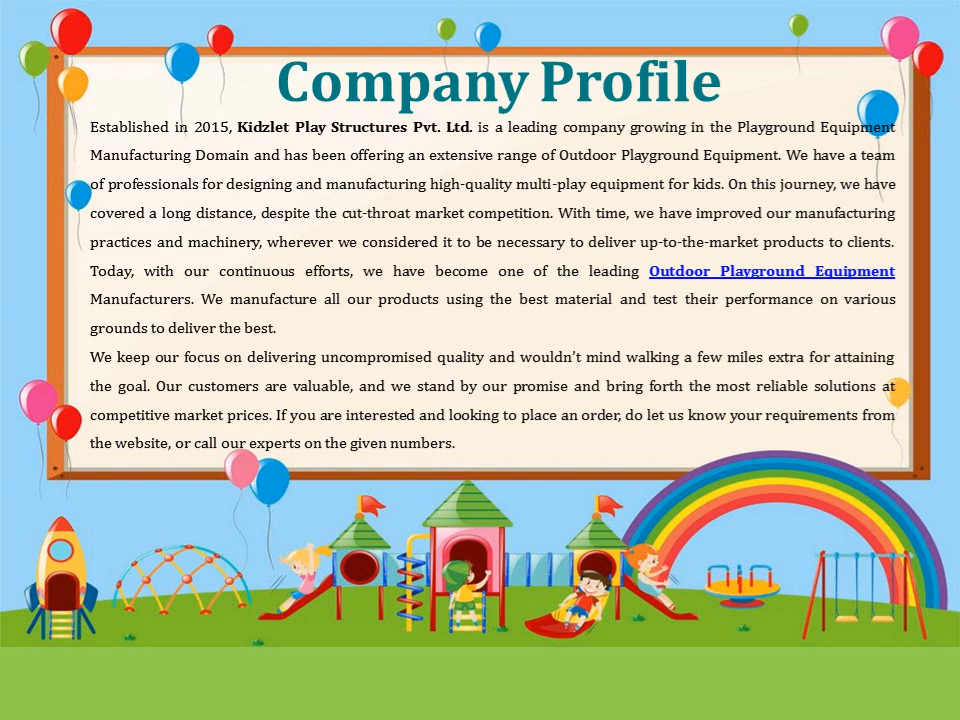 Company Profile
Established in 2015, Kidzlet Play Structures Pvt. Ltd. is a leading company growing in the Playground Equipment
Manufacturing Domain and has been offering an extensive range of Outdoor Playground Equipment. We have a team
of professionals for designing and manufacturing high-quality multi-play equipment for kids. On this journey, we have
covered a long distance, despite the cut-throat market competition. With time, we have improved our manufacturing
practices and machinery, wherever we considered it to be necessary to deliver up-to-the-market products to clients.
Today, with our continuous efforts, we have become one of the leading Outdoor Playground Equipment
Manufacturers. We manufacture all our products using the best material and test their performance on various
grounds to deliver the best.
We keep our focus on delivering uncompromised quality and wouldn’t mind walking a few miles extra for attaining
the goal. Our customers are valuable, and we stand by our promise and bring forth the most reliable solutions at
competitive market prices. If you are interested and looking to place an order, do let us know your requirements from
the website, or call our experts on the given numbers.